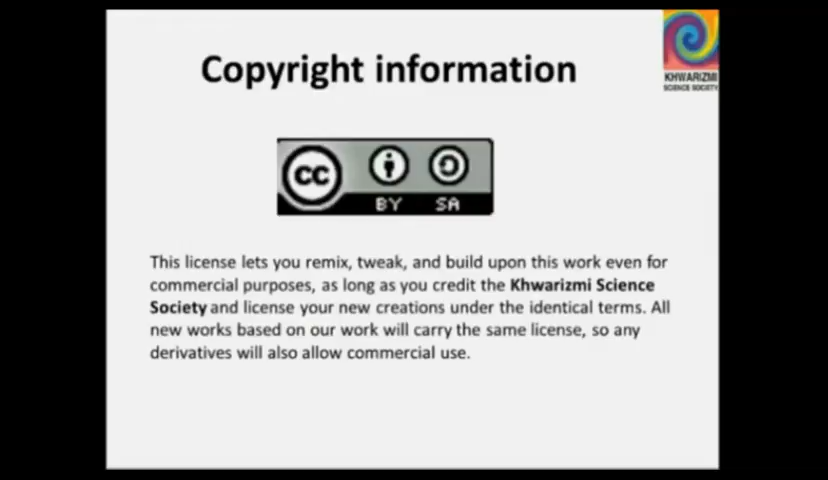 Copyright information
KHWARIZMI
SCIENCE SOCIETY
CC
BY SA
This license lets you remix, tweak, and build upon this work even for
commercial purposes, as long as you credit the Khwarizmi Science
Society and license your new creations under the identical terms. All
new works based on our work will carry the same license, so any
derivatives will also allow commercial use.